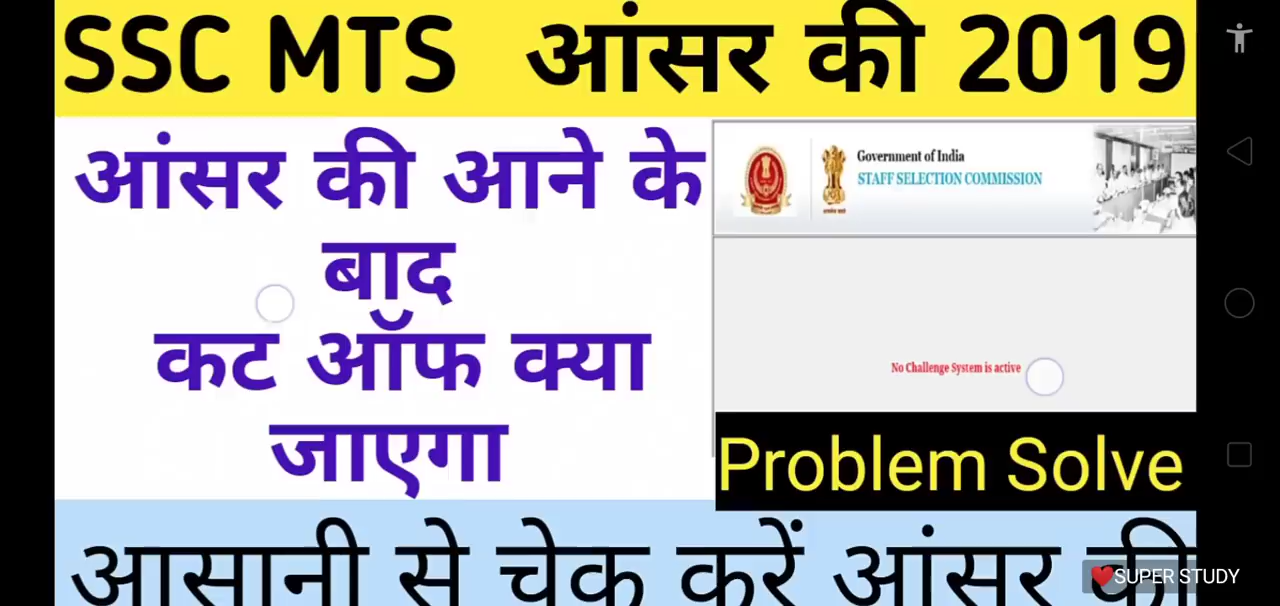 SSC MTS आंसर की 2019
आंसर की आने के
बाद
कट ऑफ क्या
जाएगा
Government of India
STAFF SELECTION COMMISSION
No Challenge System is active
Problem Solve
आसानी से चेक करें आंसर की
❤️SUPER STUDY